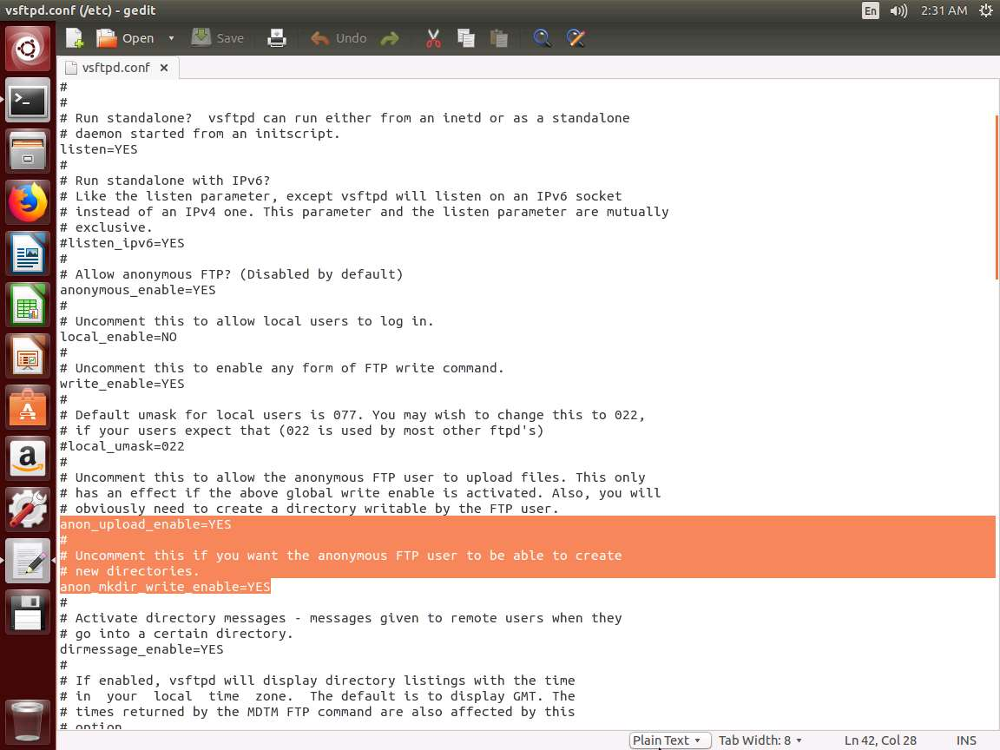 vsftpd.conf (/etc) - gedit
En
2:31 AM
Open
Save
Undo
vsftpd.conf ×
#
#
# Run standalone?  vsftpd can run either from an inetd or as a standalone
# daemon started from an initscript.
listen=YES
#
# Run standalone with IPv6?
# Like the listen parameter, except vsftpd will listen on an IPv6 socket
# instead of an IPv4 one. This parameter and the listen parameter are mutually
# exclusive.
#listen_ipv6=YES
#
# Allow anonymous FTP? (Disabled by default)
anonymous_enable=YES
#
# Uncomment this to allow local users to log in.
local_enable=NO
#
# Uncomment this to enable any form of FTP write command.
write_enable=YES
#
# Default umask for local users is 077. You may wish to change this to 022,
# if your users expect that (022 is used by most other ftpd's)
#local_umask=022
#
# Uncomment this to allow the anonymous FTP user to upload files. This only
# has an effect if the above global write enable is activated. Also, you will
# obviously need to create a directory writable by the FTP user.
anon_upload_enable=YES
#
# Uncomment this if you want the anonymous FTP user to be able to create
# new directories.
anon_mkdir_write_enable=YES
#
# Activate directory messages - messages given to remote users when they
# go into a certain directory.
dirmessage_enable=YES
#
# If enabled, vsftpd will display directory listings with the time
# in  your  local  time  zone.  The default is to display GMT. The
# times returned by the MDTM FTP command are also affected by this
# option
Plain Text
Tab Width: 8
Ln 42, Col 28
INS